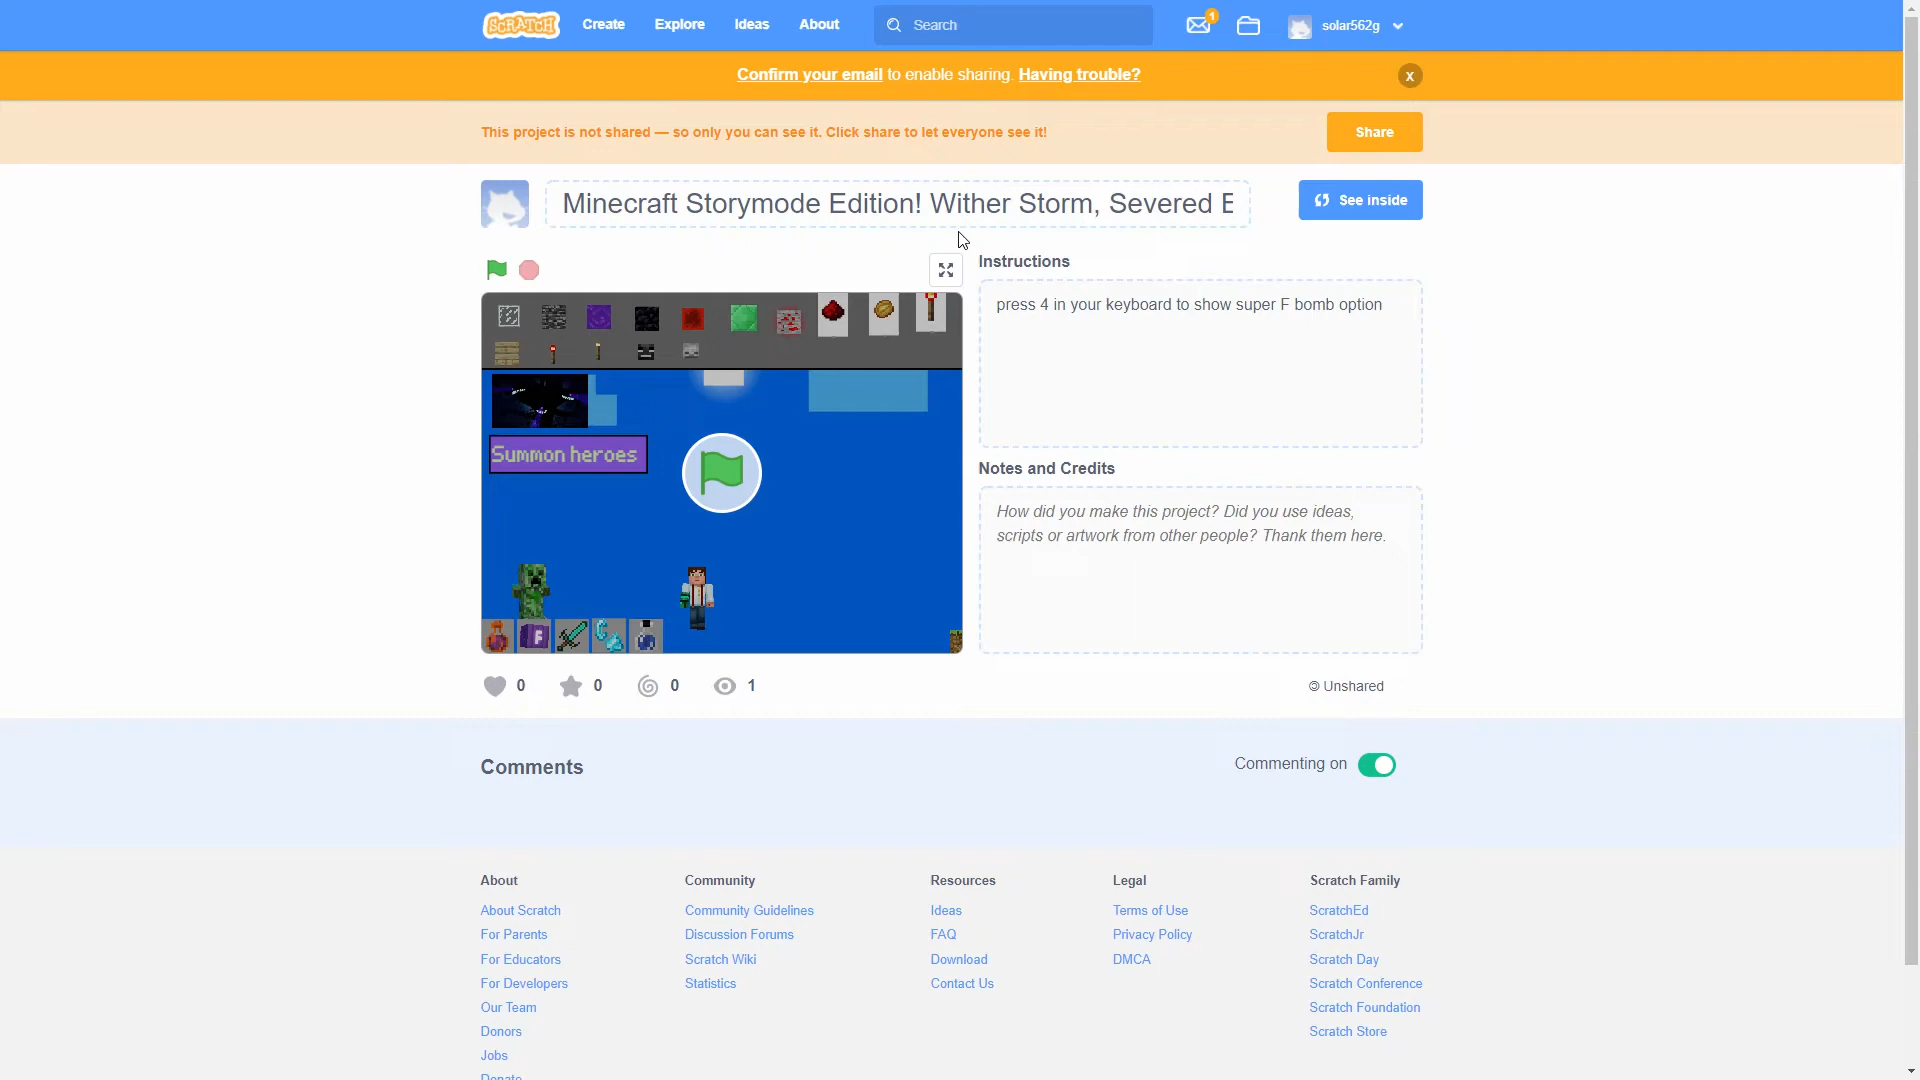 SCRATCH Create Explore Ideas About Search 1 solar562g
Confirm your email to enable sharing. Having trouble? x
This project is not shared — so only you can see it. Click share to let everyone see it! Share
Minecraft Storymode Edition! Wither Storm, Severed E
See inside
Instructions
press 4 in your keyboard to show super F bomb option
Summon heroes
F
Notes and Credits
How did you make this project? Did you use ideas,
scripts or artwork from other people? Thank them here.
0 0 0 1
Unshared
Comments
Commenting on
About Community Resources Legal Scratch Family
About Scratch Community Guidelines Ideas Terms of Use ScratchEd
For Parents Discussion Forums FAQ Privacy Policy ScratchJr
For Educators Scratch Wiki Download DMCA Scratch Day
For Developers Statistics Contact Us Scratch Conference
Our Team Scratch Foundation
Donors Scratch Store
Jobs
Donate